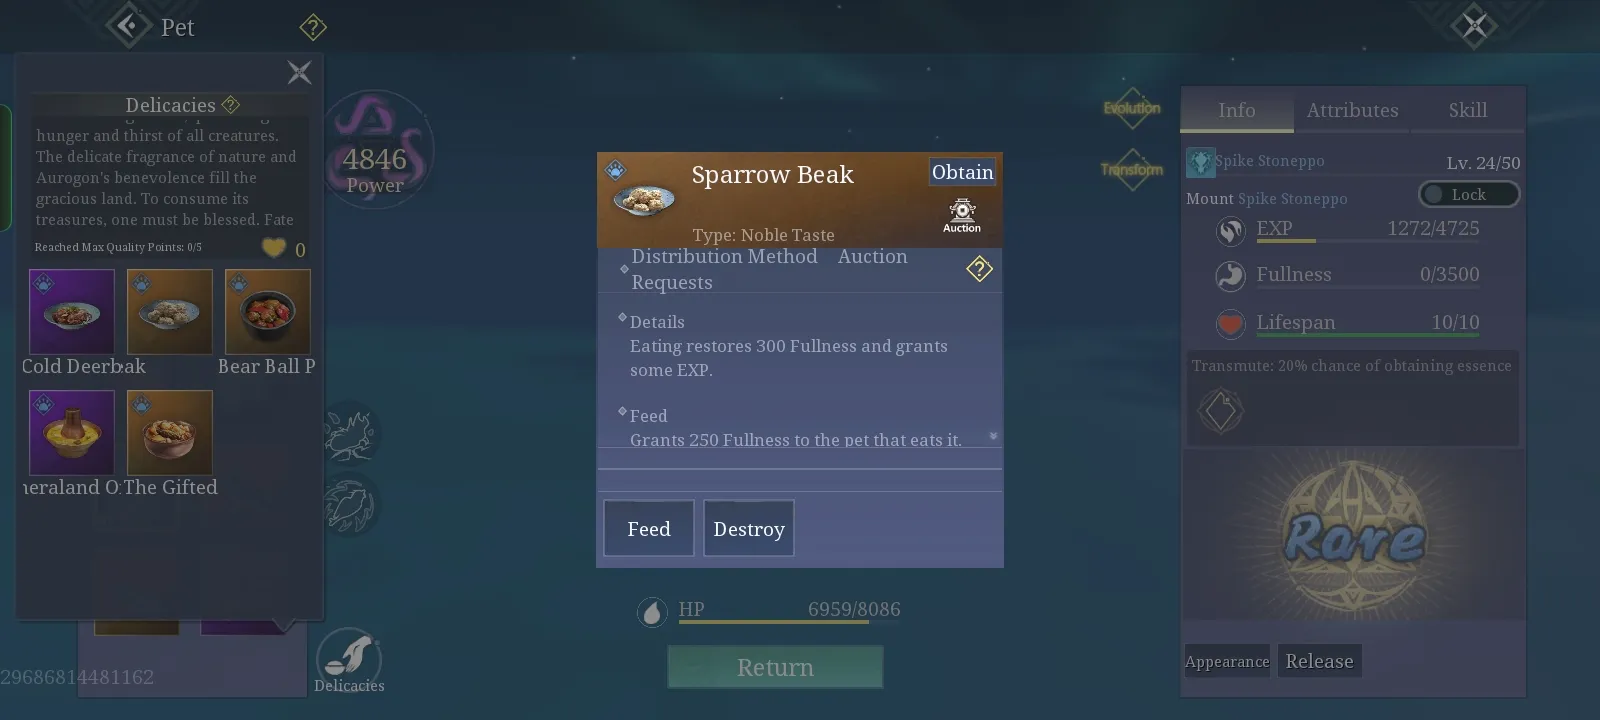 Pet
?
Delicacies ?
hunger and thirst of all creatures.
The delicate fragrance of nature and
Aurogon's benevolence fill the
gracious land. To consume its
treasures, one must be blessed. Fate
Reached Max Quality Points: 0/5
0
Cold Deer
ak
Bear Ball P
neraland O
The Gifted
29686814481162
4846
Power
Delicacies
Sparrow Beak
Obtain
Auction
Type: Noble Taste
Distribution Method Auction
Requests
?
Details
Eating restores 300 Fullness and grants
some EXP.
Feed
Grants 250 Fullness to the pet that eats it.
Feed
Destroy
HP 6959/8086
Return
Evolution
Transform
Info Attributes Skill
Spike Stoneppo Lv. 24/50
Mount Spike Stoneppo
Lock
EXP 1272/4725
Fullness 0/3500
Lifespan 10/10
Transmute: 20% chance of obtaining essence
Rare
Appearance
Release